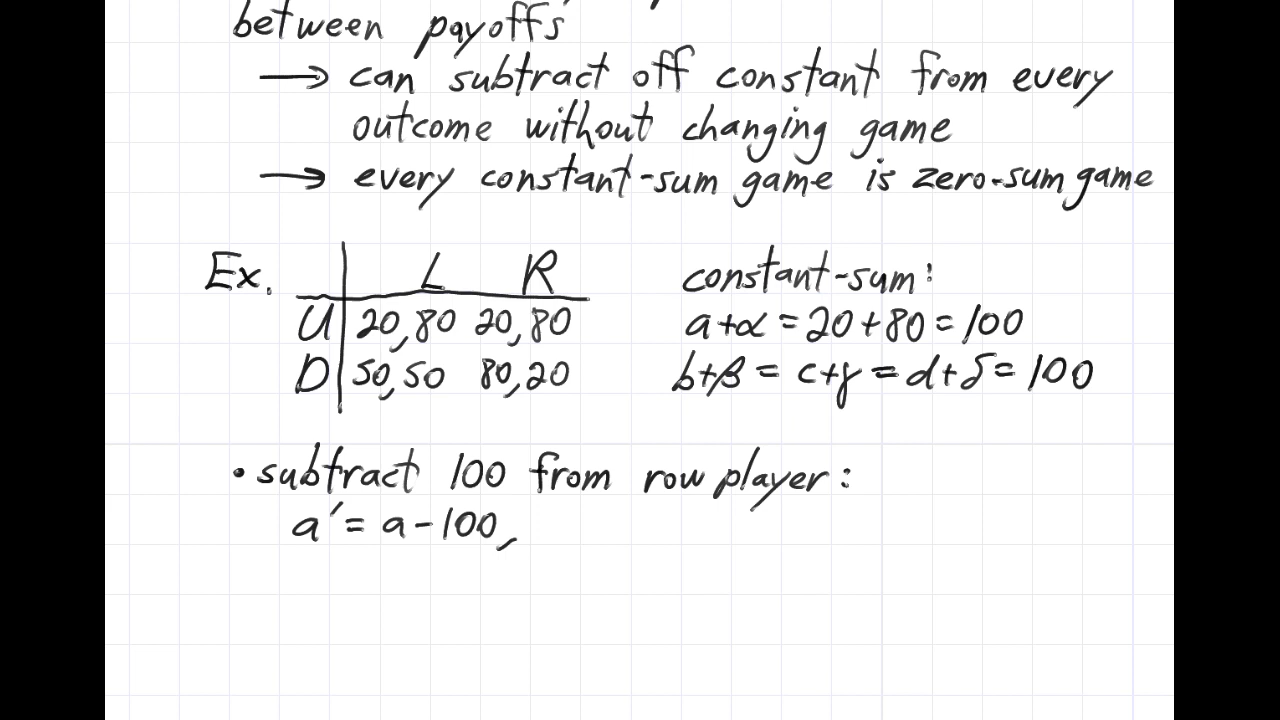 between payoffs
→ can subtract off constant from every
outcome without changing game
→ every constant-sum game is zero-sum game
Ex. L R
U 20,80 20,80
D 50,50 80,20
constant-sum:
a+α = 20+80 = 100
b+β = c+γ = d+δ = 100
• subtract 100 from row player:
a' = a - 100,